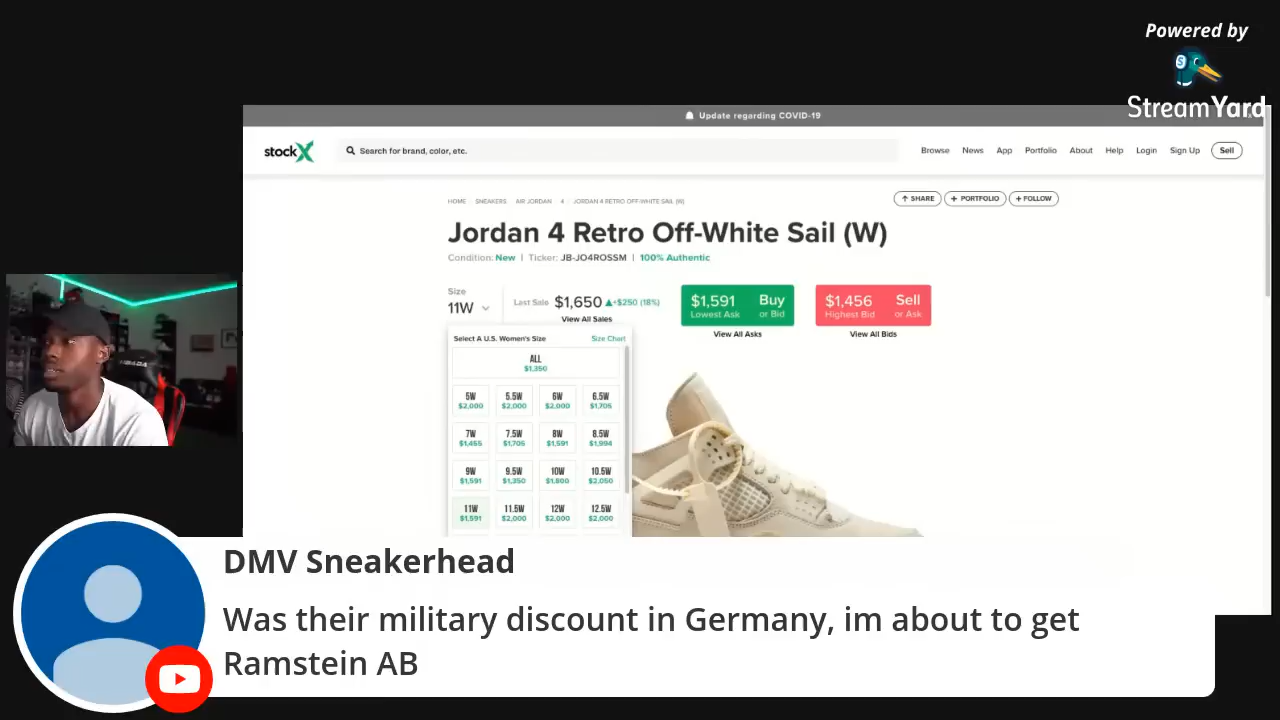 Powered by
StreamYard
Update regarding COVID-19
stockX
Search for brand, color, etc.
Browse News App Portfolio About Help Login Sign Up Sell
HOME SNEAKERS AIR JORDAN 4 JORDAN 4 RETRO OFF-WHITE SAIL (W)
SHARE + PORTFOLIO + FOLLOW
Jordan 4 Retro Off-White Sail (W)
Condition: New | Ticker: JB-JO4ROSSM | 100% Authentic
Size
11W
Last Sale $1,650 ▲+$250 (18%)
View All Sales
$1,591 Buy
Lowest Ask or Bid
View All Asks
$1,456 Sell
Highest Bid or Ask
View All Bids
Select A U.S. Women's Size Size Chart
ALL
$1,350
5W 5.5W 6W 6.5W
$2,000 $2,000 $2,000 $1,705
7W 7.5W 8W 8.5W
$1,455 $1,705 $1,591 $1,994
9W 9.5W 10W 10.5W
$1,591 $1,350 $1,800 $2,050
11W 11.5W 12W 12.5W
$1,591 $2,000 $2,000 $2,000
DMV Sneakerhead
Was their military discount in Germany, im about to get
Ramstein AB